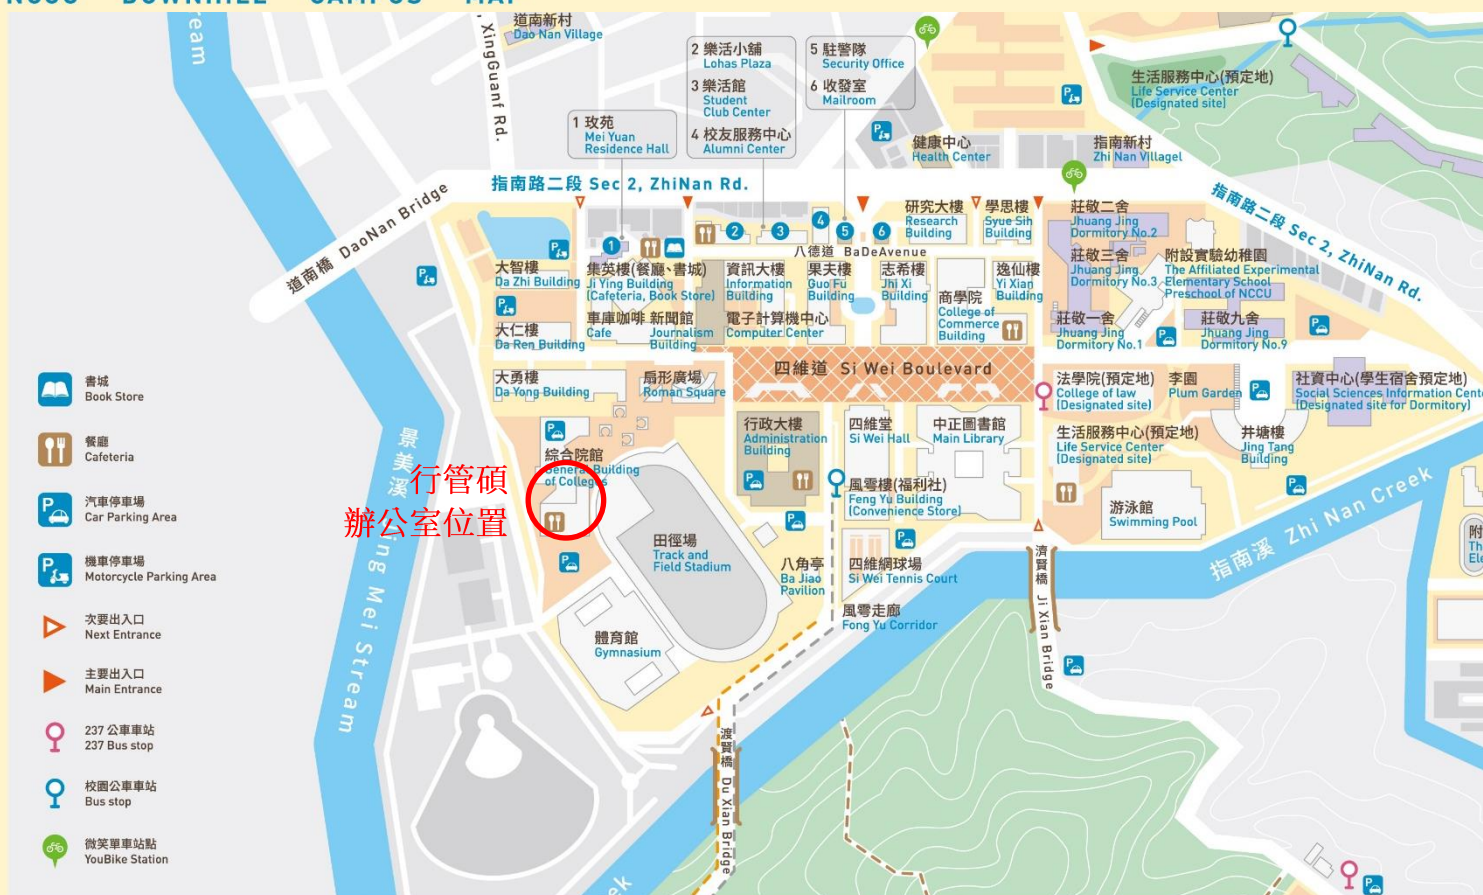 DOWNHILL CAMPUS MAP
道南新村
Dao Nan Village
XingGuanf Rd.
1 玫苑
Mei Yuan
Residence Hall
2 樂活小舖
Lohas Plaza
3 樂活館
Student
Club Center
4 校友服務中心
Alumni Center
5 駐警隊
Security Office
6 收發室
Mailroom
健康中心
Health Center
生活服務中心(預定地)
Life Service Center
(Designated site)
指南新村
Zhi Nan Villagel
指南路二段 Sec 2, ZhiNan Rd.
指南路二段 Sec 2, ZhiNan Rd.
道南橋 DaoNan Bridge
1
2
3
4
5
6
八德道 BaDeAvenue
研究大樓
Research
Building
學思樓
Syue Sih
Building
莊敬二舍
Jhuang Jing
Dormitory No.2
莊敬三舍
Jhuang Jing
Dormitory No.3
附設實驗幼稚園
The Affiliated Experimental
Elementary School
Preschool of NCCU
大智樓
Da Zhi Building
集英樓(餐廳、書城)
Ji Ying Building
(Cafeteria, Book Store)
資訊大樓
Information
Building
果夫樓
Guo Fu
Building
志希樓
Jhi Xi
Building
逸仙樓
Yi Xian
Building
商學院
College of
Commerce
Building
大仁樓
Da Ren Building
車庫咖啡
Cafe
新聞館
Journalism
Building
電子計算機中心
Computer Center
莊敬一舍
Jhuang Jing
Dormitory No.1
莊敬九舍
Jhuang Jing
Dormitory No.9
四維道 Si Wei Boulevard
大勇樓
Da Yong Building
扇形廣場
Roman Square
法學院(預定地)
College of law
(Designated site)
李園
Plum Garden
社資中心(學生宿舍預定地)
Social Sciences Information Cent
(Designated site for Dormitory)
行政大樓
Administration
Building
四維堂
Si Wei Hall
中正圖書館
Main Library
生活服務中心(預定地)
Life Service Center
(Designated site)
井塘樓
Jing Tang
Building
綜合院館
General Building
of Colleges
行管碩
辦公室位置
風雩樓(福利社)
Feng Yu Building
(Convenience Store)
游泳館
Swimming Pool
田徑場
Track and
Field Stadium
八角亭
Ba Jiao
Pavilion
四維網球場
Si Wei Tennis Court
風雩走廊
Fong Yu Corridor
體育館
Gymnasium
濟賢橋 Ji Xian Bridge
渡賢橋 Du Xian Bridge
指南溪 Zhi Nan Creek
景美溪 Jing Mei Stream
ream
ek
附
Th
Ele
書城
Book Store
餐廳
Cafeteria
汽車停車場
Car Parking Area
機車停車場
Motorcycle Parking Area
次要出入口
Next Entrance
主要出入口
Main Entrance
237 公車車站
237 Bus stop
校園公車車站
Bus stop
微笑單車站點
YouBike Station